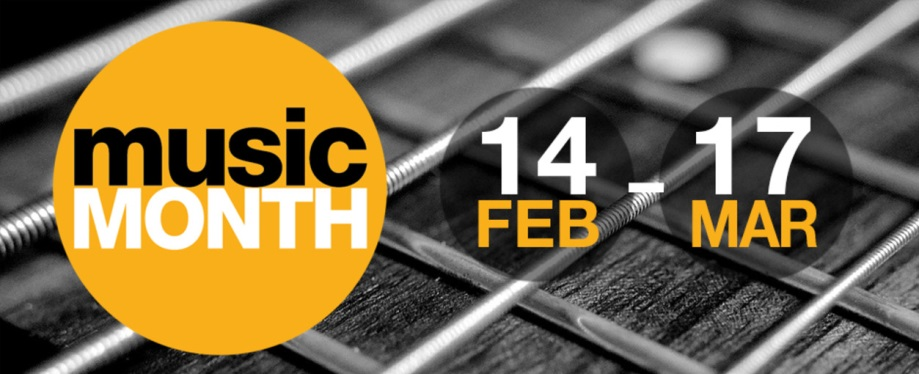 music
MONTH
14 – 17
FEB MAR